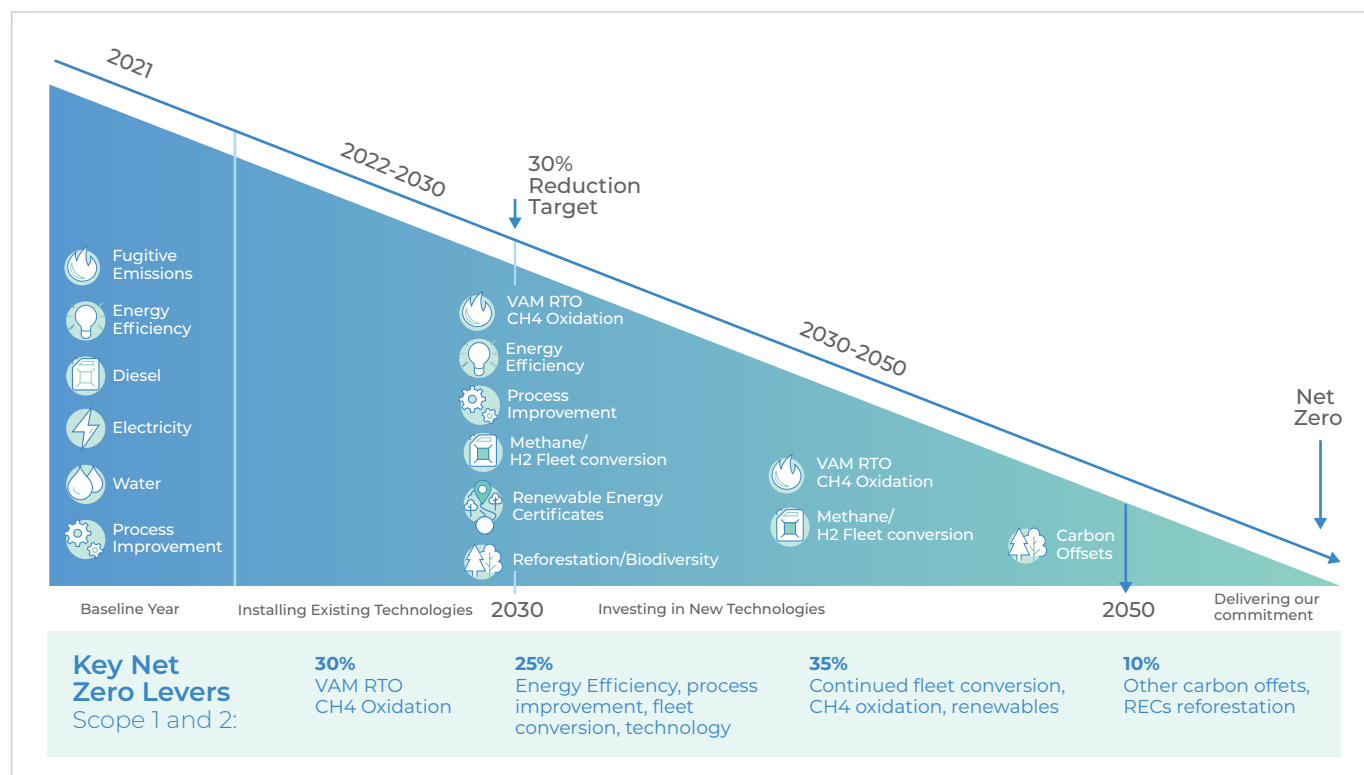 2021
2022-2030
30%
Reduction
Target
2030-2050
Net
Zero
Fugitive
Emissions
Energy
Efficiency
Diesel
Electricity
Water
Process
Improvement
VAM RTO
CH4 Oxidation
Energy
Efficiency
Process
Improvement
Methane/
H2 Fleet conversion
Renewable Energy
Certificates
Reforestation/Biodiversity
VAM RTO
CH4 Oxidation
Methane/
H2 Fleet conversion
Carbon
Offsets
Baseline Year
Installing Existing Technologies
2030
Investing in New Technologies
2050
Delivering our
commitment
Key Net
Zero Levers
Scope 1 and 2:
30%
VAM RTO
CH4 Oxidation
25%
Energy Efficiency, process
improvement, fleet
conversion, technology
35%
Continued fleet conversion,
CH4 oxidation, renewables
10%
Other carbon offets,
RECs reforestation